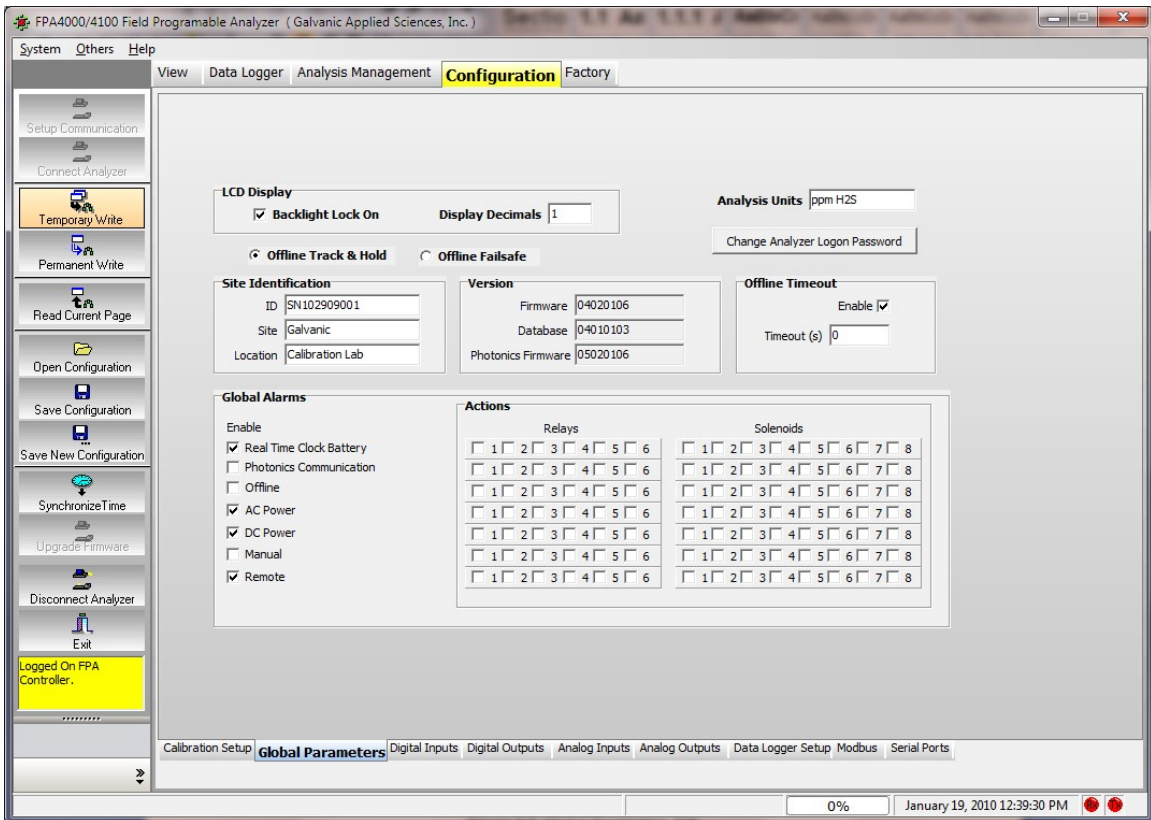 FPA4000/4100 Field Programable Analyzer ( Galvanic Applied Sciences, Inc. )
System Others Help
View Data Logger Analysis Management Configuration Factory
Setup Communication
Connect Analyzer
Temporary Write
Permanent Write
Read Current Page
Open Configuration
Save Configuration
Save New Configuration
SynchronizeTime
Upgrade Firmware
Disconnect Analyzer
Exit
Logged On FPA
Controller.
LCD Display
Backlight Lock On Display Decimals 1
Analysis Units ppm H2S
Change Analyzer Logon Password
Offline Track & Hold Offline Failsafe
Site Identification
ID SN102909001
Site Galvanic
Location Calibration Lab
Version
Firmware 04020106
Database 04010103
Photonics Firmware 05020106
Offline Timeout
Enable
Timeout (s) 0
Global Alarms
Enable
Real Time Clock Battery
Photonics Communication
Offline
AC Power
DC Power
Manual
Remote
Actions
Relays Solenoids
1 2 3 4 5 6 1 2 3 4 5 6 7 8
1 2 3 4 5 6 1 2 3 4 5 6 7 8
1 2 3 4 5 6 1 2 3 4 5 6 7 8
1 2 3 4 5 6 1 2 3 4 5 6 7 8
1 2 3 4 5 6 1 2 3 4 5 6 7 8
1 2 3 4 5 6 1 2 3 4 5 6 7 8
1 2 3 4 5 6 1 2 3 4 5 6 7 8
Calibration Setup Global Parameters Digital Inputs Digital Outputs Analog Inputs Analog Outputs Data Logger Setup Modbus Serial Ports
0% January 19, 2010 12:39:30 PM Rx Tx